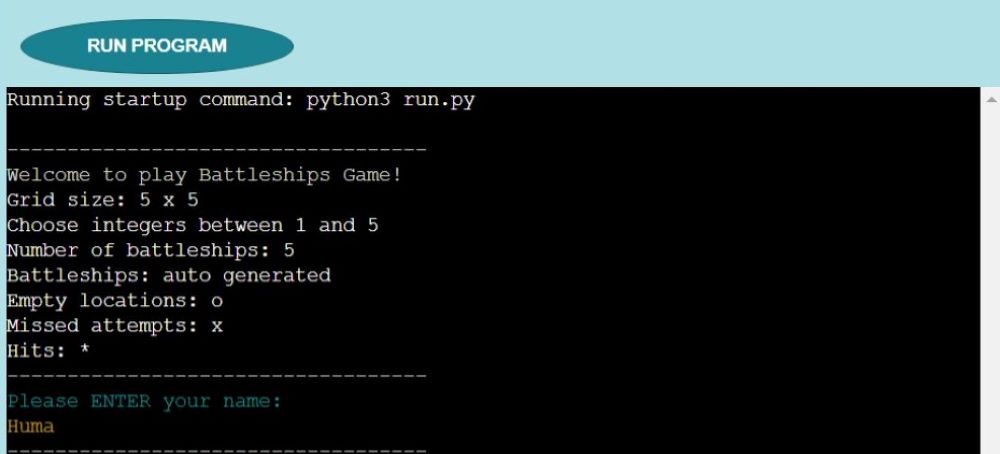 RUN PROGRAM
Running startup command: python3 run.py
-----------------------------------
Welcome to play Battleships Game!
Grid size: 5 x 5
Choose integers between 1 and 5
Number of battleships: 5
Battleships: auto generated
Empty locations: o
Missed attempts: x
Hits: *
-----------------------------------
Please ENTER your name:
Huma
-----------------------------------